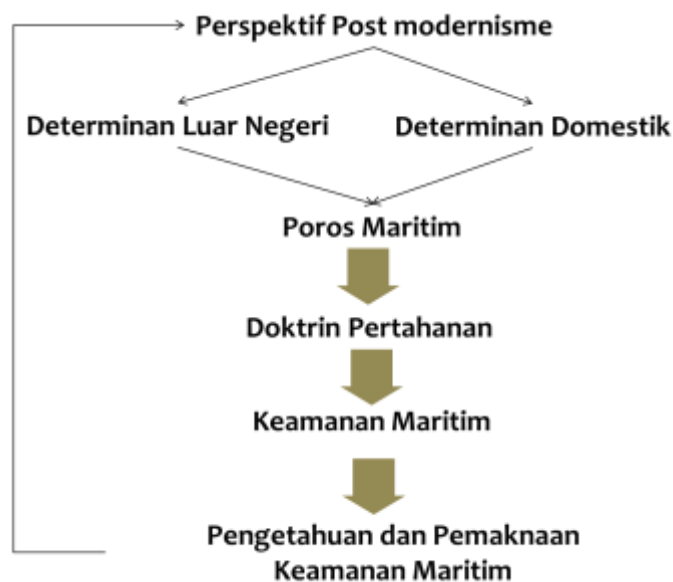 Perspektif Post modernisme
Determinan Luar Negeri
Determinan Domestik
Poros Maritim
Doktrin Pertahanan
Keamanan Maritim
Pengetahuan dan Pemaknaan
Keamanan Maritim